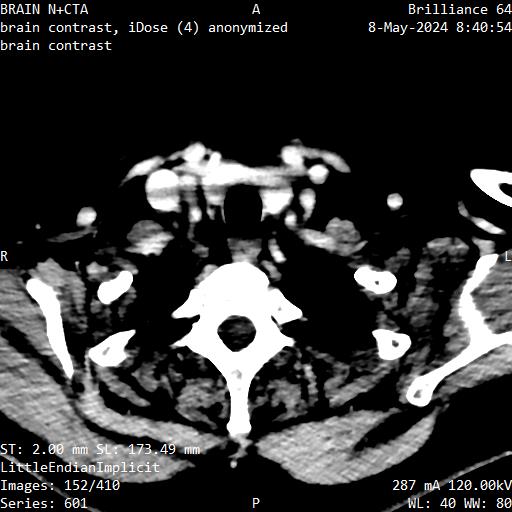 BRAIN N+CTA
A
Brilliance 64
brain contrast, iDose (4) anonymized
8-May-2024 8:40:54
brain contrast
R
L
ST: 2.00 mm SL: 173.49 mm
LittleEndianImplicit
Images: 152/410
287 mA 120.00kV
Series: 601
P
WL: 40 WW: 80